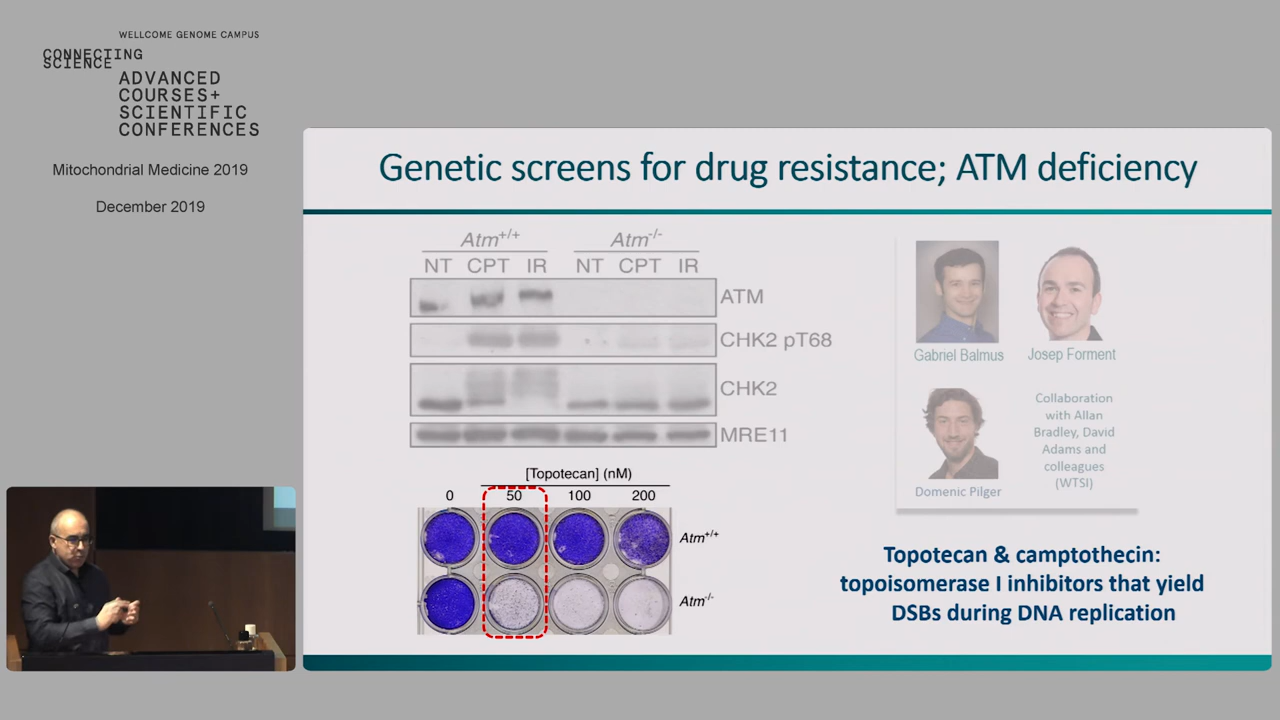 WELLCOME GENOME CAMPUS
CONNECTING
SCIENCE
ADVANCED
COURSES+
SCIENTIFIC
CONFERENCES
Mitochondrial Medicine 2019
December 2019
Genetic screens for drug resistance; ATM deficiency
Atm+/+ Atm-/-
NT CPT IR NT CPT IR
ATM
CHK2 pT68
CHK2
MRE11
[Topotecan] (nM)
0 50 100 200
Atm+/+
Atm-/-
Gabriel Balmus
Josep Forment
Domenic Pilger
Collaboration
with Allan
Bradley, David
Adams and
colleagues
(WTSI)
Topotecan & camptothecin:
topoisomerase I inhibitors that yield
DSBs during DNA replication